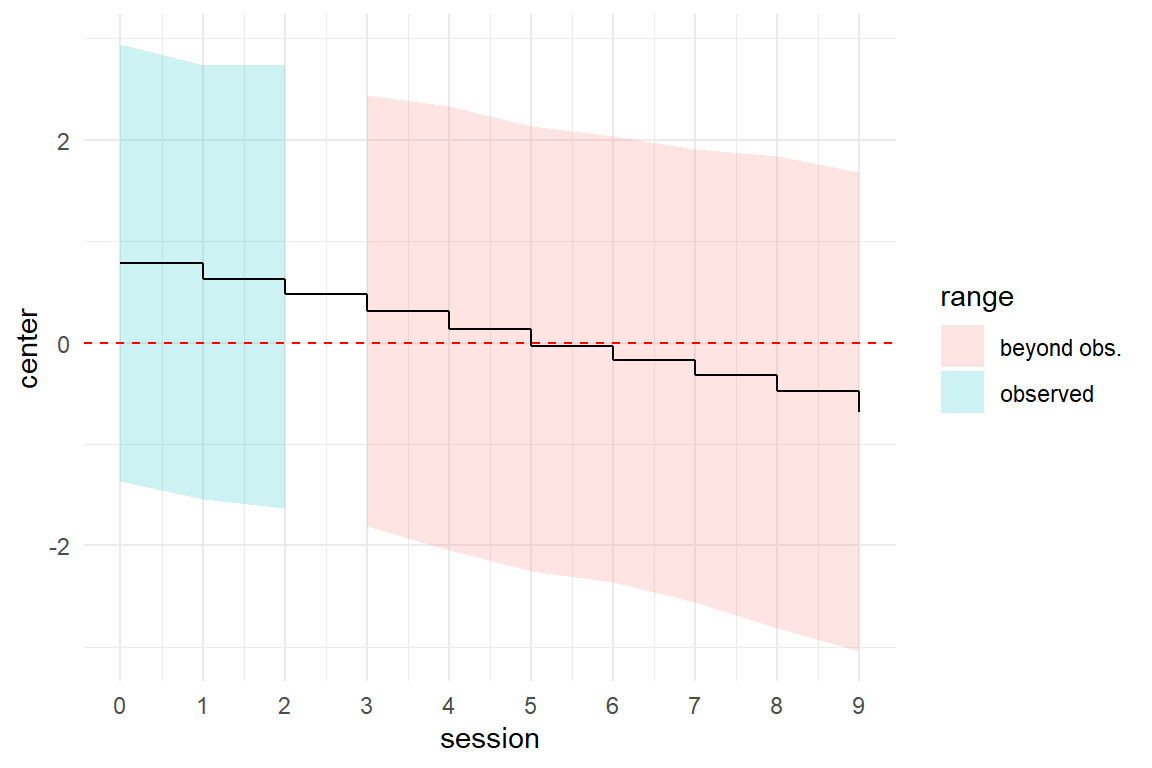 center
2
0
-2
0 1 2 3 4 5 6 7 8 9
session
range
beyond obs.
observed